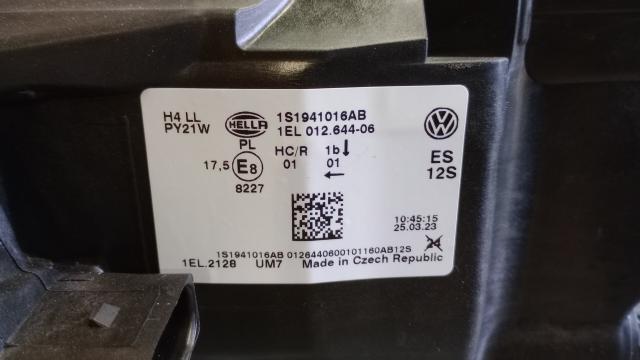 H4 LL
PY21W
HELLA
1S1941016AB
1EL 012.644-06
PL
HC/R 1b
17,5 E8 01 01
8227
VW
ES
12S
10:45:15
25.03.23
1S1941016AB 0126440600101160AB12S
1EL.2128 UM7 Made in Czech Republic